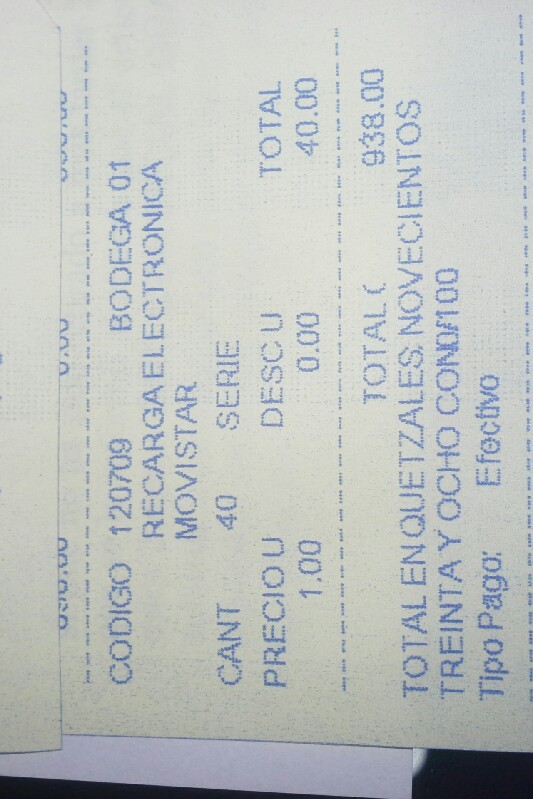 CODIGO 120709 BODEGA 01
RECARGA ELECTRONICA
MOVISTAR
CANT 40 SERIE
PRECIO U DESC U TOTAL
1.00 0.00 40.00
TOTAL ( 938.00
TOTAL EN QUETZALES: NOVECIENTOS
TREINTA Y OCHO CON 0/100
Tipo Pago: Efectivo